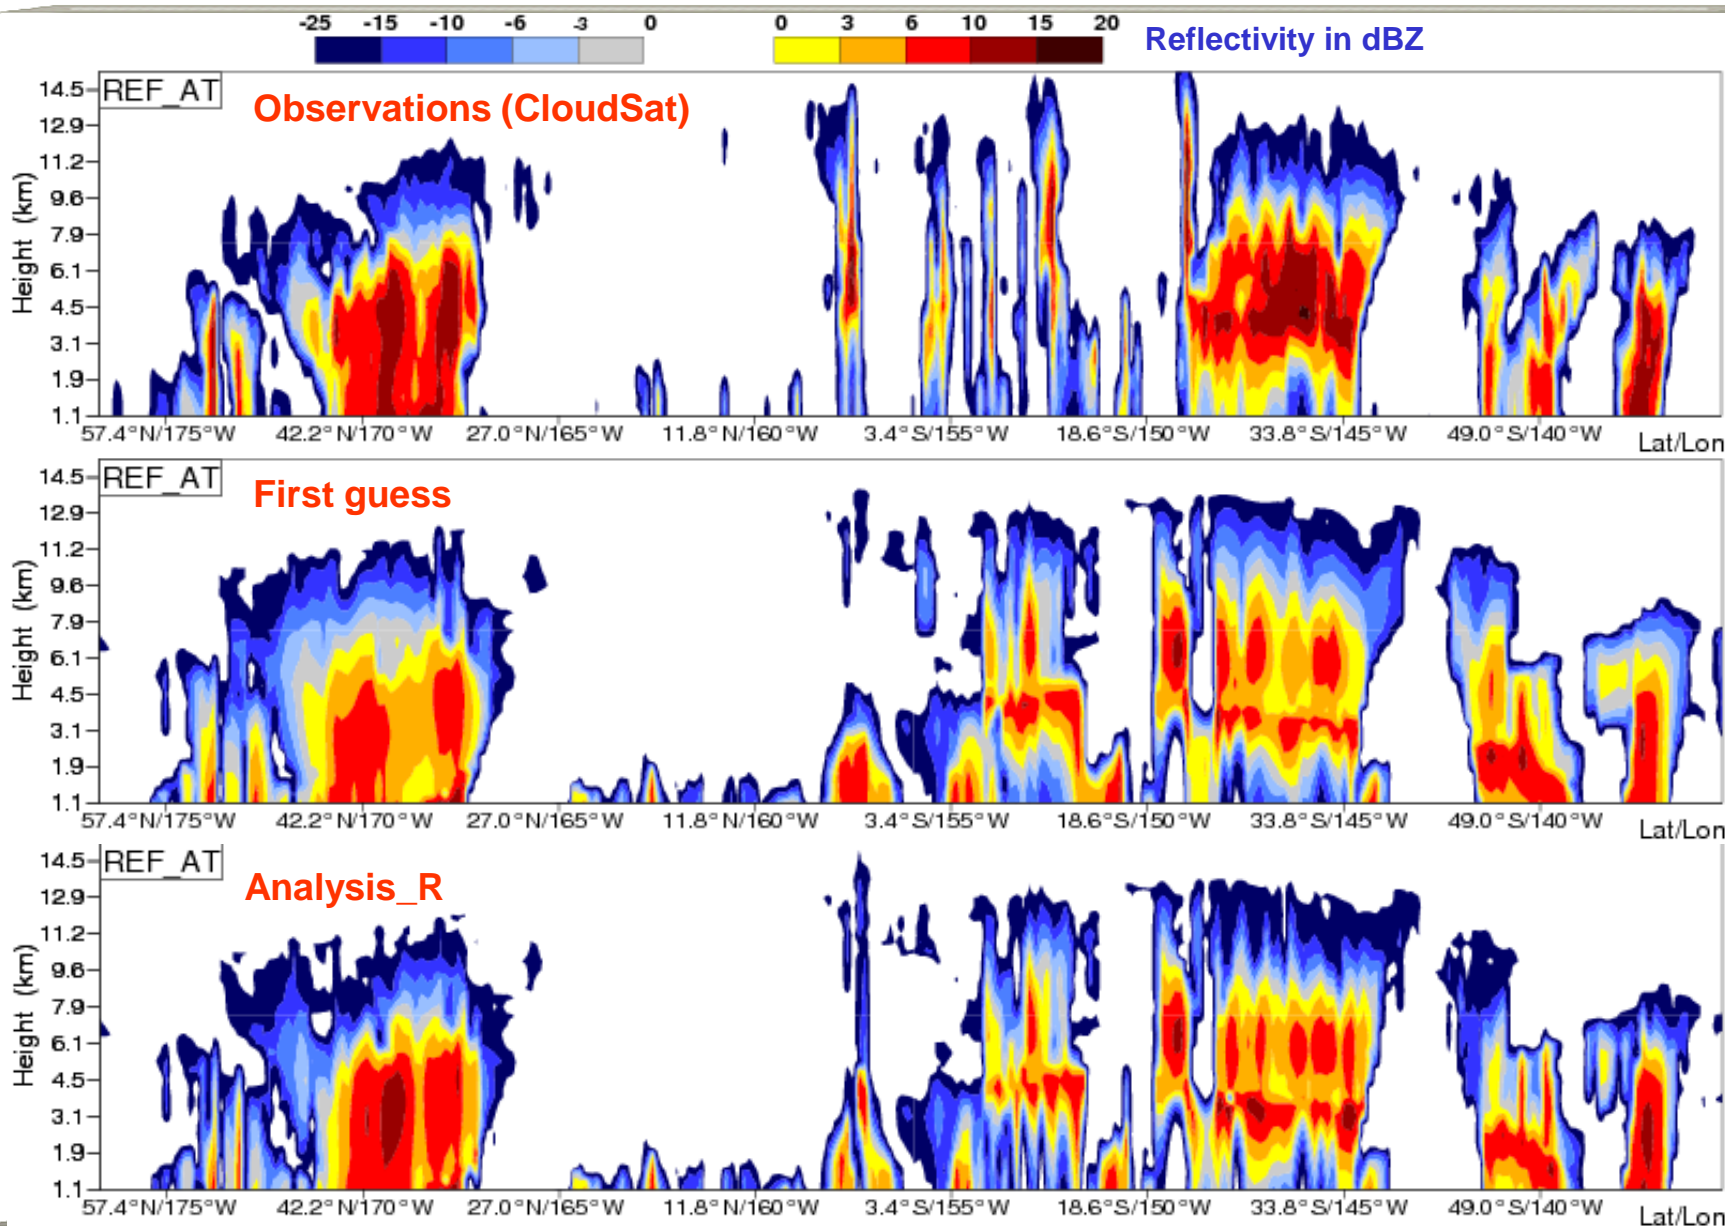 -25 -15 -10 -6 -3 0 0 3 6 10 15 20
Reflectivity in dBZ
REF_AT
Observations (CloudSat)
Height (km)
14.5
12.9
11.2
9.6
7.9
6.1
4.5
3.1
1.9
1.1
57.4°N/175°W 42.2°N/170°W 27.0°N/165°W 11.8°N/160°W 3.4°S/155°W 18.6°S/150°W 33.8°S/145°W 49.0°S/140°W
Lat/Lon
REF_AT
First guess
Height (km)
14.5
12.9
11.2
9.6
7.9
6.1
4.5
3.1
1.9
1.1
57.4°N/175°W 42.2°N/170°W 27.0°N/165°W 11.8°N/160°W 3.4°S/155°W 18.6°S/150°W 33.8°S/145°W 49.0°S/140°W
Lat/Lon
REF_AT
Analysis_R
Height (km)
14.5
12.9
11.2
9.6
7.9
6.1
4.5
3.1
1.9
1.1
57.4°N/175°W 42.2°N/170°W 27.0°N/165°W 11.8°N/160°W 3.4°S/155°W 18.6°S/150°W 33.8°S/145°W 49.0°S/140°W
Lat/Lon